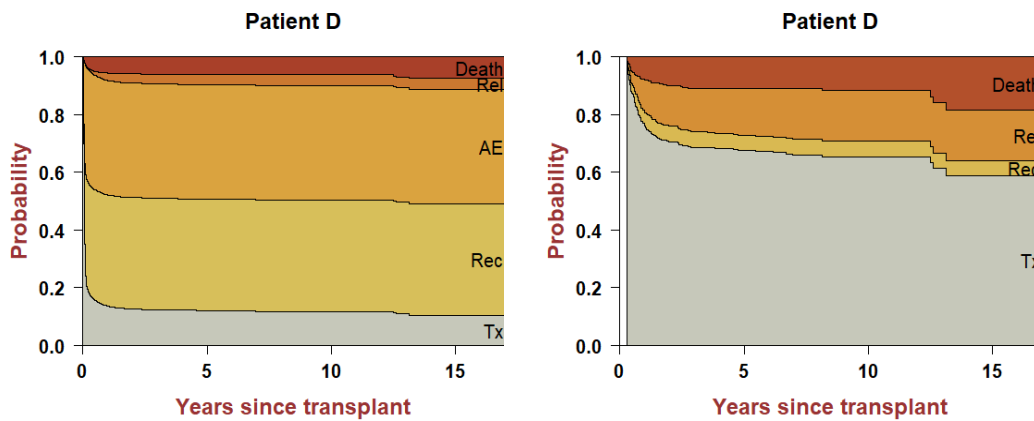 Patient D
1.0
0.8
0.6
0.4
0.2
0.0
Probability
Death
Rel
AE
Rec
Tx
0
5
10
15
Years since transplant
Patient D
1.0
0.8
0.6
0.4
0.2
0.0
Probability
Death
Re
Rec
Tx
0
5
10
15
Years since transplant